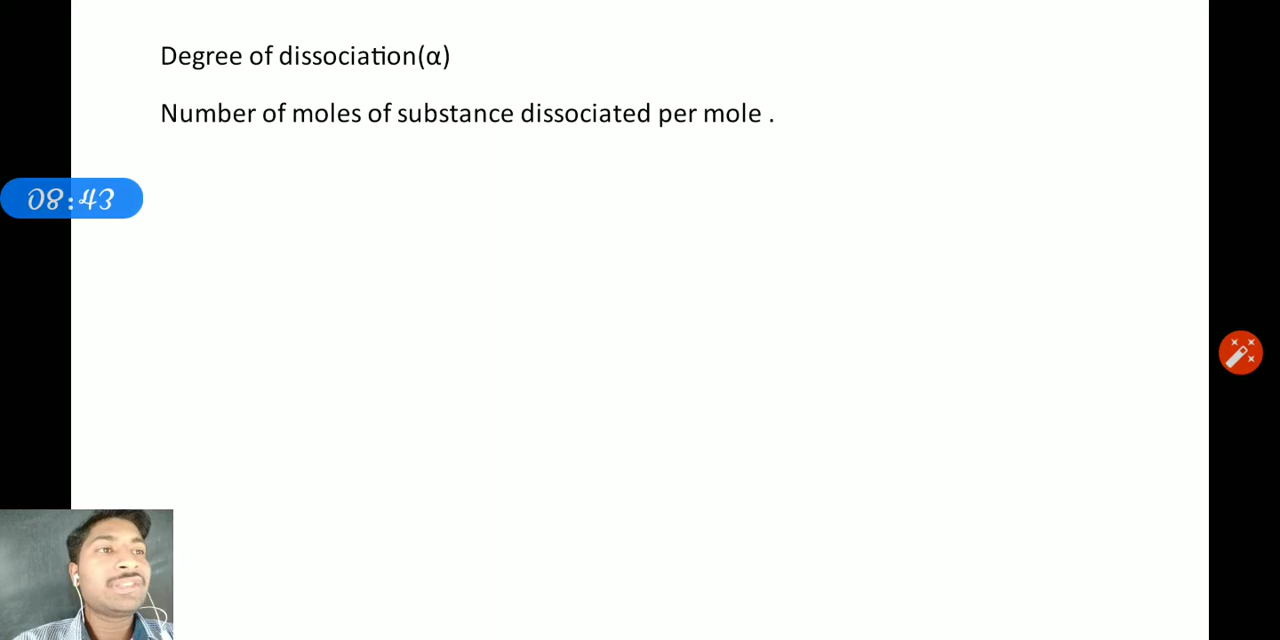 Degree of dissociation(α)
Number of moles of substance dissociated per mole .
08:43